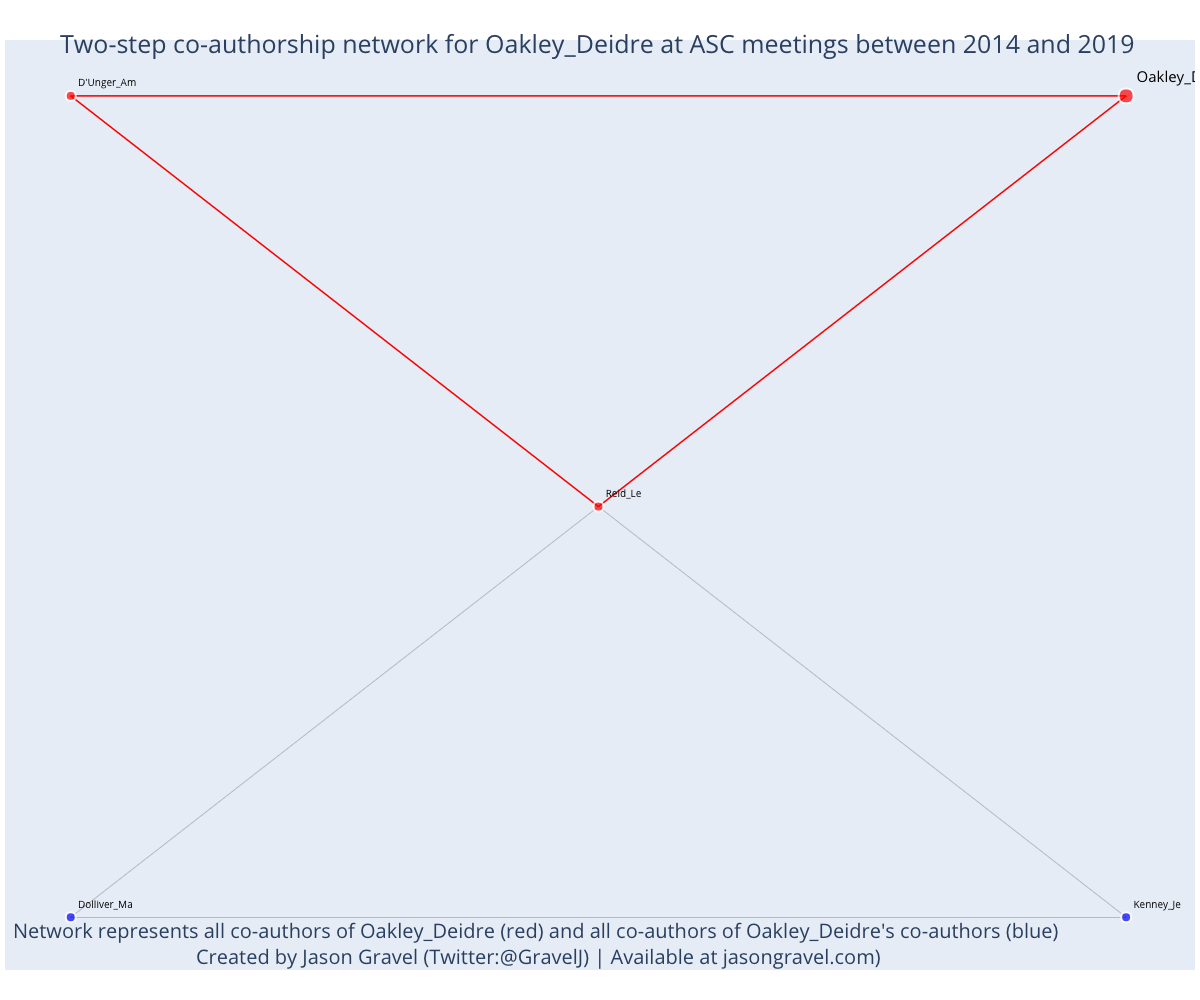 Two-step co-authorship network for Oakley_Deidre at ASC meetings between 2014 and 2019
D'Unger_Am
Oakley_D
Reid_Le
Dolliver_Ma
Kenney_Je
Network represents all co-authors of Oakley_Deidre (red) and all co-authors of Oakley_Deidre's co-authors (blue)
Created by Jason Gravel (Twitter:@GravelJ) | Available at jasongravel.com)